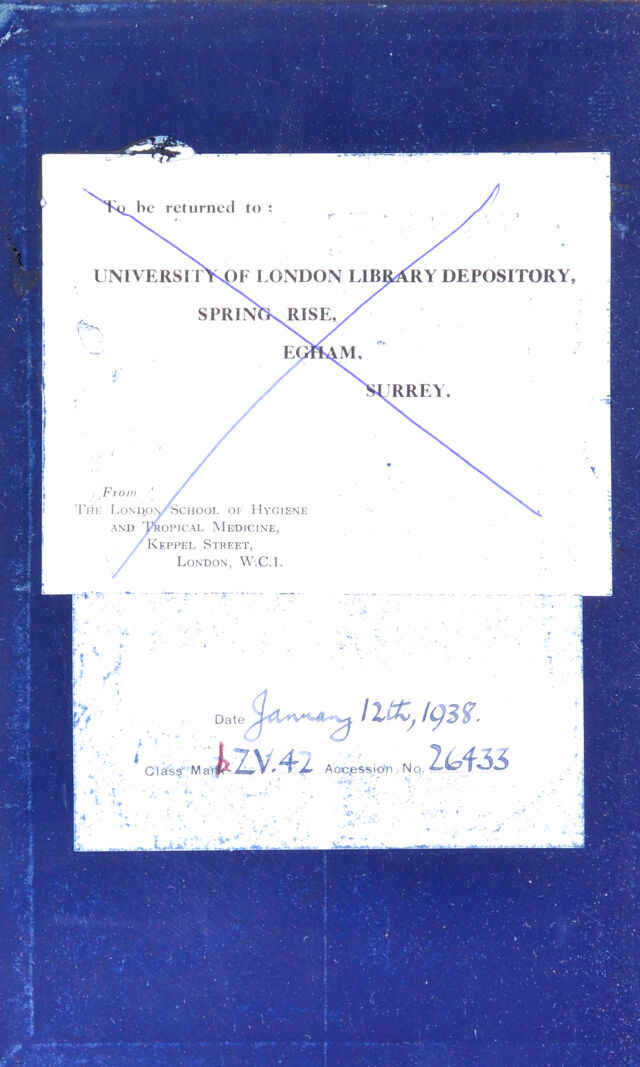 To be returned to :
UNIVERSITY OF LONDON LIBRARY DEPOSITORY,
SPRING RISE,
EGHAM,
SURREY.
From
THE LONDON SCHOOL OF HYGIENE
AND TROPICAL MEDICINE,
KEPPEL STREET,
LONDON, W.C.1.
Date January 12th, 1938.
Class Mark ZV.42 Accession No. 26433